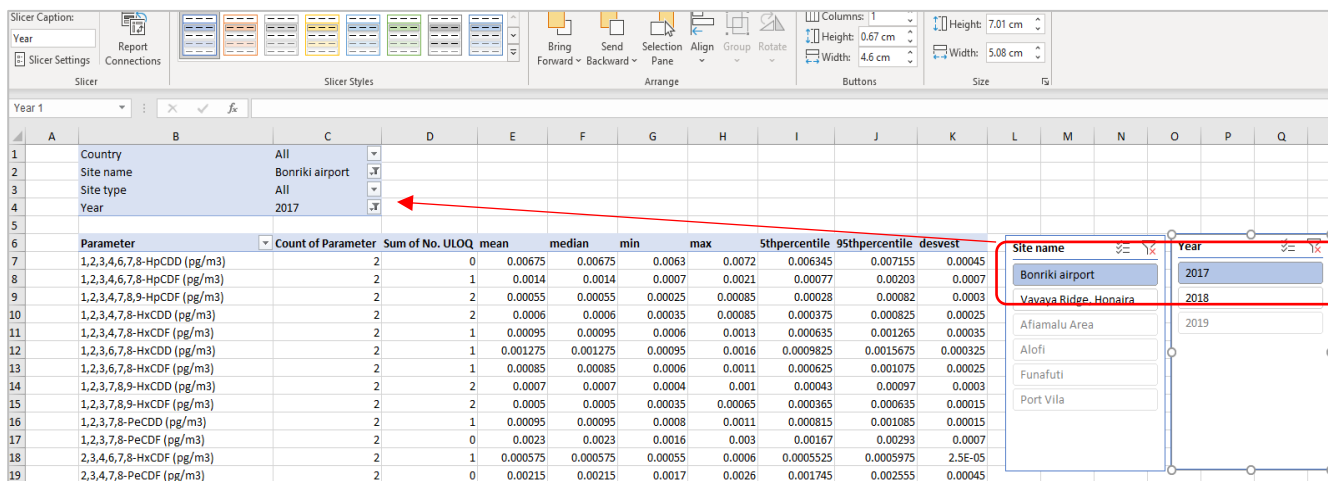 Slicer Caption:
Year
Slicer Settings
Report Connections
Slicer
Slicer Styles
Bring Forward
Send Backward
Selection Pane
Align
Group
Rotate
Arrange
Columns: 1
Height: 0.67 cm
Width: 4.6 cm
Buttons
Height: 7.01 cm
Width: 5.08 cm
Size
Year 1 fx
A B C D E F G H I J K L M N O P Q
1 Country All
2 Site name Bonriki airport
3 Site type All
4 Year 2017
5
6 Parameter Count of Parameter Sum of No. ULOQ mean median min max 5thpercentile 95thpercentile desvest
7 1,2,3,4,6,7,8-HpCDD (pg/m3) 2 0 0.00675 0.00675 0.0063 0.0072 0.006345 0.007155 0.00045
8 1,2,3,4,6,7,8-HpCDF (pg/m3) 2 1 0.0014 0.0014 0.0007 0.0021 0.00077 0.00203 0.0007
9 1,2,3,4,7,8,9-HpCDF (pg/m3) 2 2 0.00055 0.00055 0.00025 0.00085 0.00028 0.00082 0.0003
10 1,2,3,4,7,8-HxCDD (pg/m3) 2 2 0.0006 0.0006 0.00035 0.00085 0.000375 0.000825 0.00025
11 1,2,3,4,7,8-HxCDF (pg/m3) 2 1 0.00095 0.00095 0.0006 0.0013 0.000635 0.001265 0.00035
12 1,2,3,6,7,8-HxCDD (pg/m3) 2 1 0.001275 0.001275 0.00095 0.0016 0.0009825 0.0015675 0.000325
13 1,2,3,6,7,8-HxCDF (pg/m3) 2 1 0.00085 0.00085 0.0006 0.0011 0.000625 0.001075 0.00025
14 1,2,3,7,8,9-HxCDD (pg/m3) 2 2 0.0007 0.0007 0.0004 0.001 0.00043 0.00097 0.0003
15 1,2,3,7,8,9-HxCDF (pg/m3) 2 2 0.0005 0.0005 0.00035 0.00065 0.000365 0.000635 0.00015
16 1,2,3,7,8-PeCDD (pg/m3) 2 1 0.00095 0.00095 0.0008 0.0011 0.000815 0.001085 0.00015
17 1,2,3,7,8-PeCDF (pg/m3) 2 0 0.0023 0.0023 0.0016 0.003 0.00167 0.00293 0.0007
18 2,3,4,6,7,8-HxCDF (pg/m3) 2 1 0.000575 0.000575 0.00055 0.0006 0.0005525 0.0005975 2.5E-05
19 2,3,4,7,8-PeCDF (pg/m3) 2 0 0.00215 0.00215 0.0017 0.0026 0.001745 0.002555 0.00045
Site name
Bonriki airport
Vavaya Ridge, Honaira
Afiamalu Area
Alofi
Funafuti
Port Vila
Year
2017
2018
2019